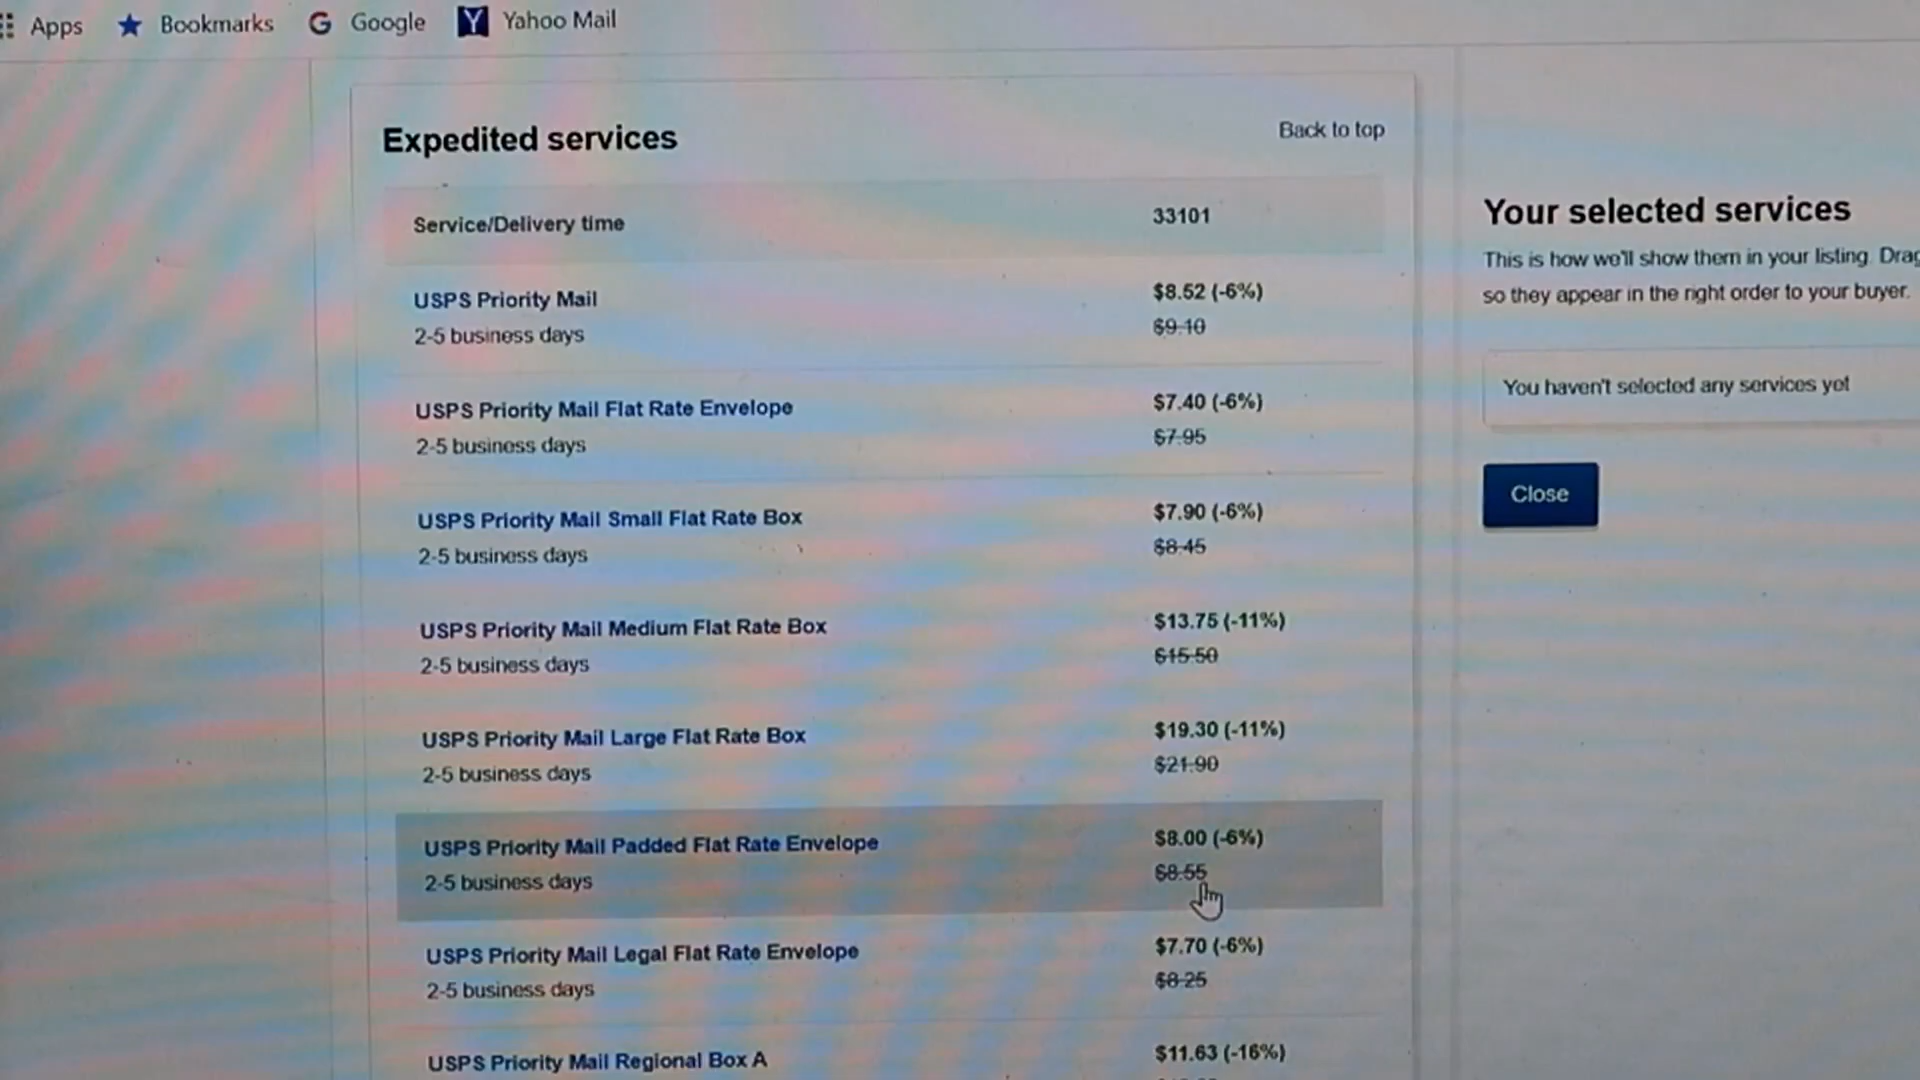 Apps Bookmarks Google Yahoo Mail
Expedited services
Back to top
Service/Delivery time 33101
USPS Priority Mail $8.52 (-6%)
2-5 business days $9.10
USPS Priority Mail Flat Rate Envelope $7.40 (-6%)
2-5 business days $7.95
USPS Priority Mail Small Flat Rate Box $7.90 (-6%)
2-5 business days $8.45
USPS Priority Mail Medium Flat Rate Box $13.75 (-11%)
2-5 business days $15.50
USPS Priority Mail Large Flat Rate Box $19.30 (-11%)
2-5 business days $21.90
USPS Priority Mail Padded Flat Rate Envelope $8.00 (-6%)
2-5 business days $8.55
USPS Priority Mail Legal Flat Rate Envelope $7.70 (-6%)
2-5 business days $8.25
USPS Priority Mail Regional Box A $11.63 (-16%)
Your selected services
This is how we'll show them in your listing. Drag
so they appear in the right order to your buyer.
You haven't selected any services yet
Close